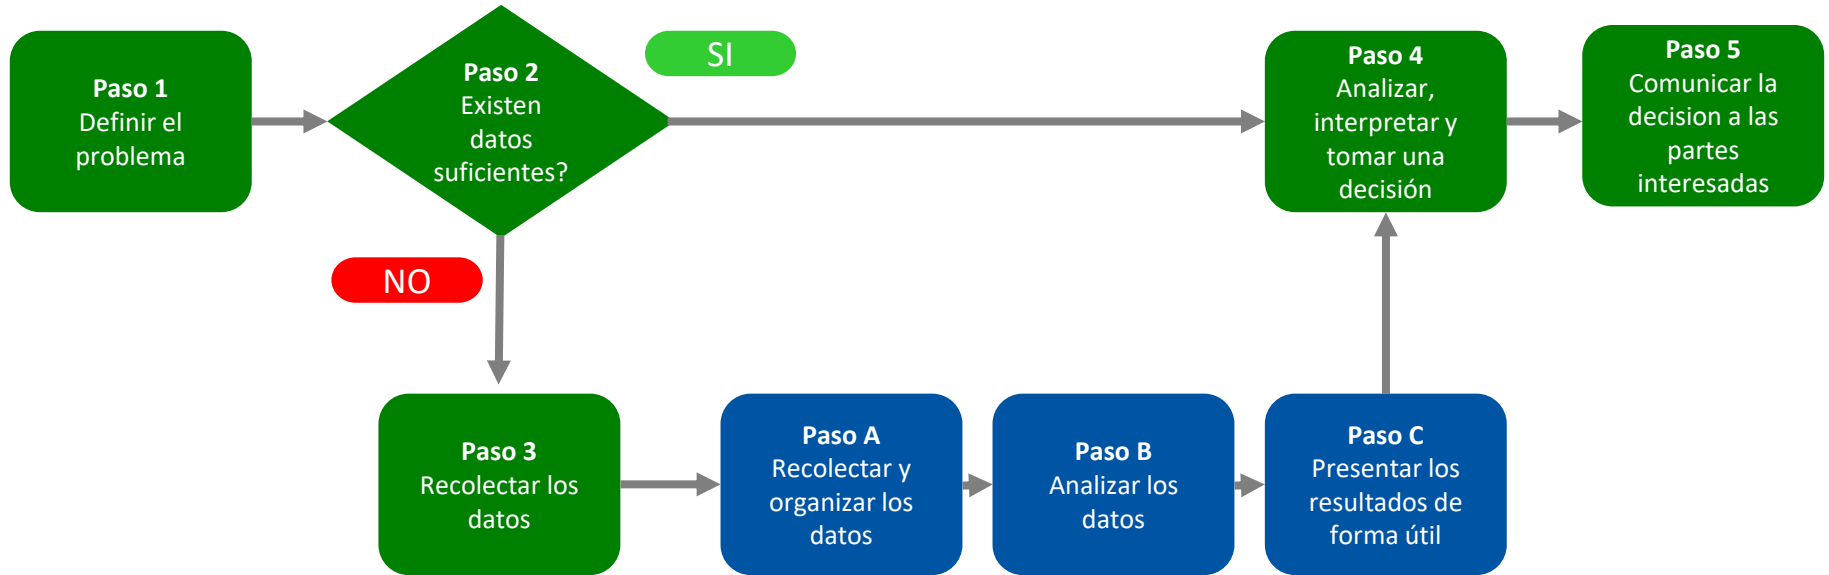 Paso 1
Definir el
problema
Paso 2
Existen
datos
suficientes?
SI
NO
Paso 4
Analizar,
interpretar y
tomar una
decisión
Paso 5
Comunicar la
decision a las
partes
interesadas
Paso 3
Recolectar los
datos
Paso A
Recolectar y
organizar los
datos
Paso B
Analizar los
datos
Paso C
Presentar los
resultados de
forma útil